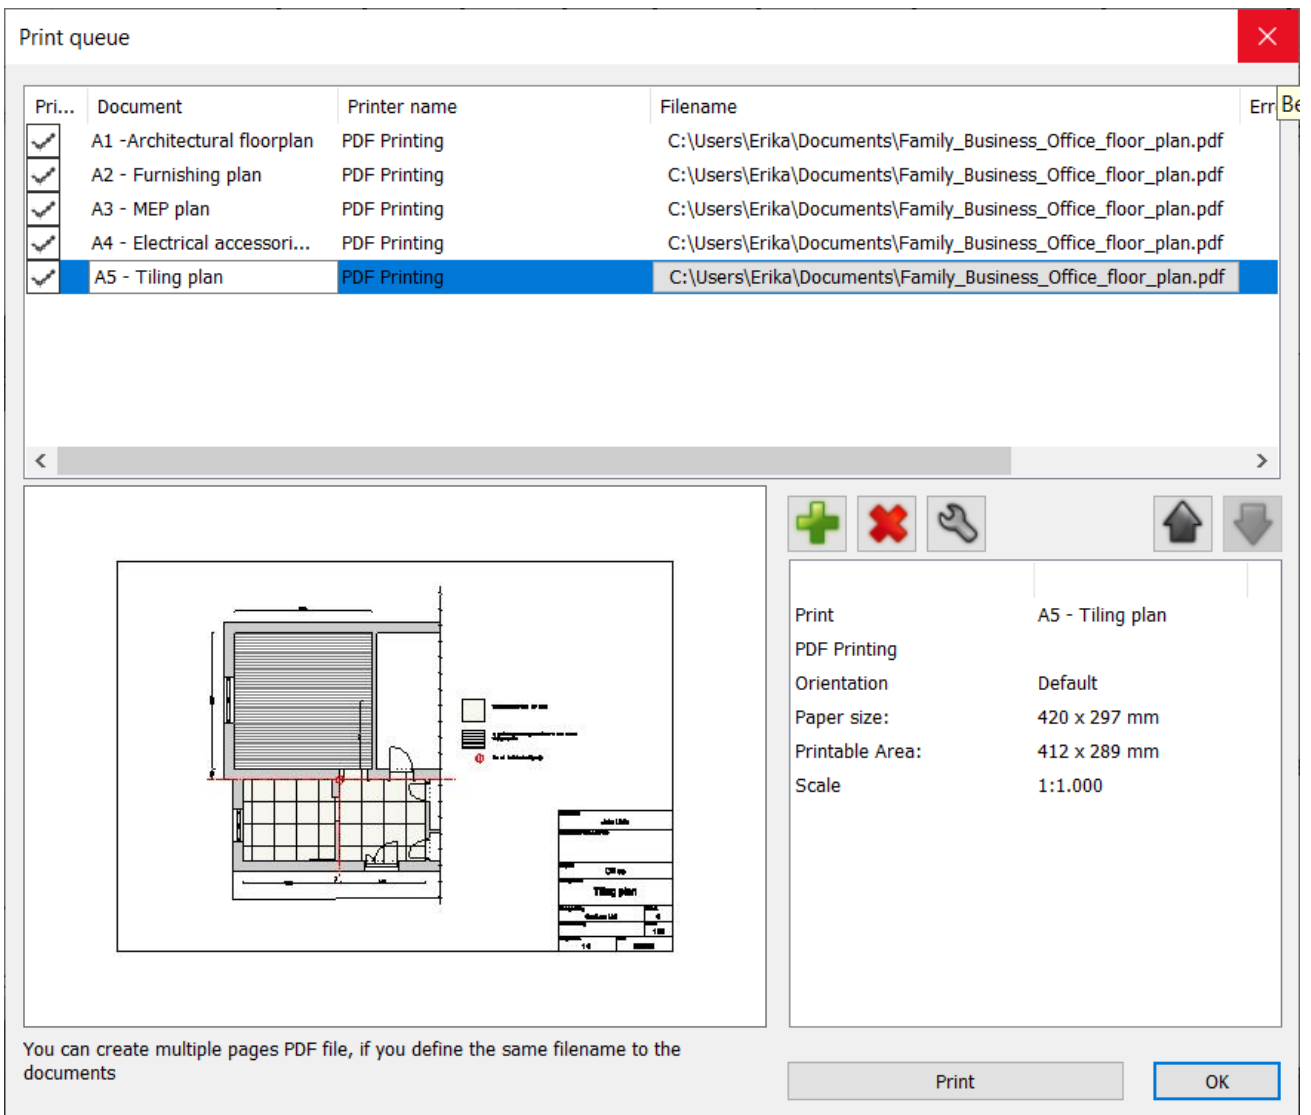 Print queue
Pri... Document Printer name Filename Err
Be
A1 -Architectural floorplan PDF Printing C:\Users\Erika\Documents\Family_Business_Office_floor_plan.pdf
A2 - Furnishing plan PDF Printing C:\Users\Erika\Documents\Family_Business_Office_floor_plan.pdf
A3 - MEP plan PDF Printing C:\Users\Erika\Documents\Family_Business_Office_floor_plan.pdf
A4 - Electrical accessori... PDF Printing C:\Users\Erika\Documents\Family_Business_Office_floor_plan.pdf
A5 - Tiling plan PDF Printing C:\Users\Erika\Documents\Family_Business_Office_floor_plan.pdf
Print A5 - Tiling plan
PDF Printing
Orientation Default
Paper size: 420 x 297 mm
Printable Area: 412 x 289 mm
Scale 1:1.000
Tiling plan
You can create multiple pages PDF file, if you define the same filename to the
documents
Print OK